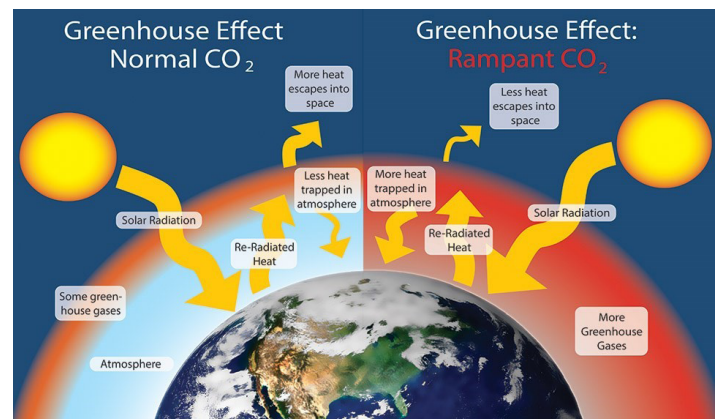 Greenhouse Effect
Normal CO₂
More heat
escapes into
space
Less heat
trapped in
atmosphere
Solar Radiation
Re-Radiated
Heat
Some green-
house gases
Atmosphere
Greenhouse Effect:
Rampant CO₂
Less heat
escapes into
space
More heat
trapped in
atmosphere
Solar Radiation
Re-Radiated
Heat
More
Greenhouse
Gases